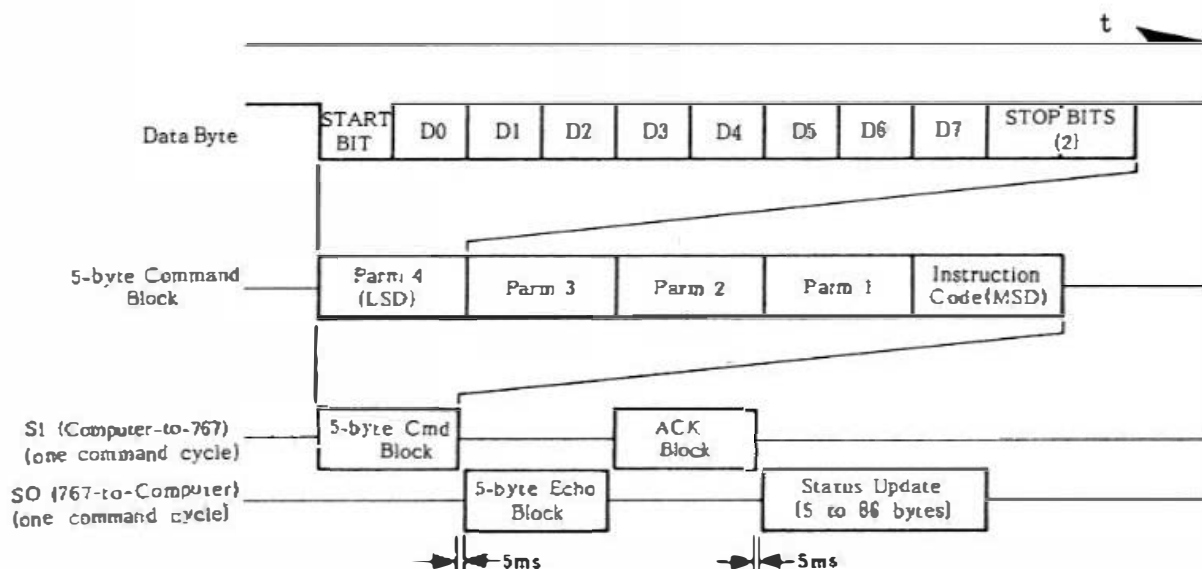 t
Data Byte
START BIT
D0
D1
D2
D3
D4
D5
D6
D7
STOP BITS
(2)
5-byte Command
Block
Parm 4
(LSD)
Parm 3
Parm 2
Parm 1
Instruction
Code(MSD)
SI (Computer-to-767)
(one command cycle)
5-byte Cmd
Block
ACK
Block
SO (767-to-Computer)
(one command cycle)
5-byte Echo
Block
Status Update
(5 to 86 bytes)
5ms
5ms